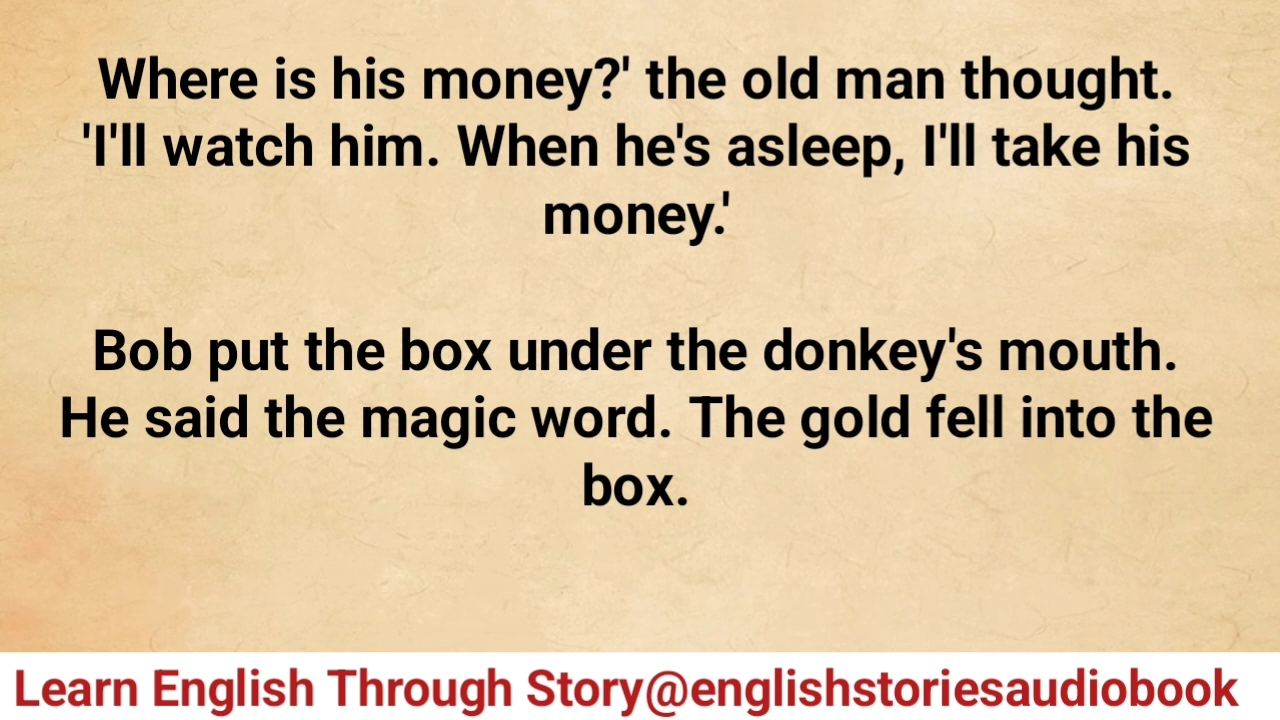 Where is his money?' the old man thought.
'I'll watch him. When he's asleep, I'll take his
money.'
Bob put the box under the donkey's mouth.
He said the magic word. The gold fell into the
box.
Learn English Through Story@englishstoriesaudiobook